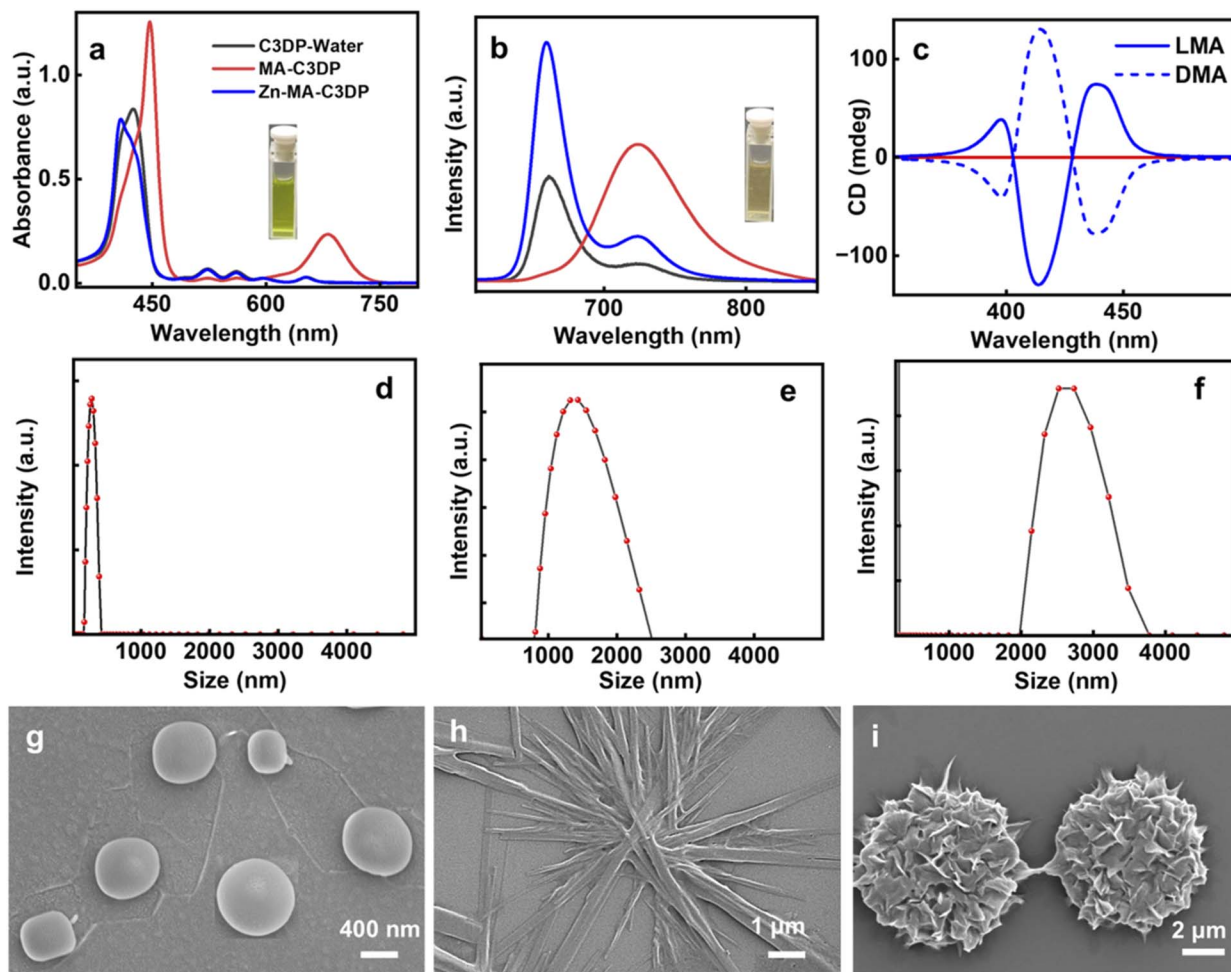 a
C3DP-Water
MA-C3DP
Zn-MA-C3DP
1.0
0.5
0.0
450
600
750
Absorbance (a.u.)
Wavelength (nm)
b
700
800
Intensity (a.u.)
Wavelength (nm)
c
LMA
DMA
100
0
−100
400
450
CD (mdeg)
Wavelength (nm)
d
1000
2000
3000
4000
Intensity (a.u.)
Size (nm)
e
1000
2000
3000
4000
Intensity (a.u.)
Size (nm)
f
1000
2000
3000
4000
Intensity (a.u.)
Size (nm)
g
400 nm
h
1 µm
i
2 µm